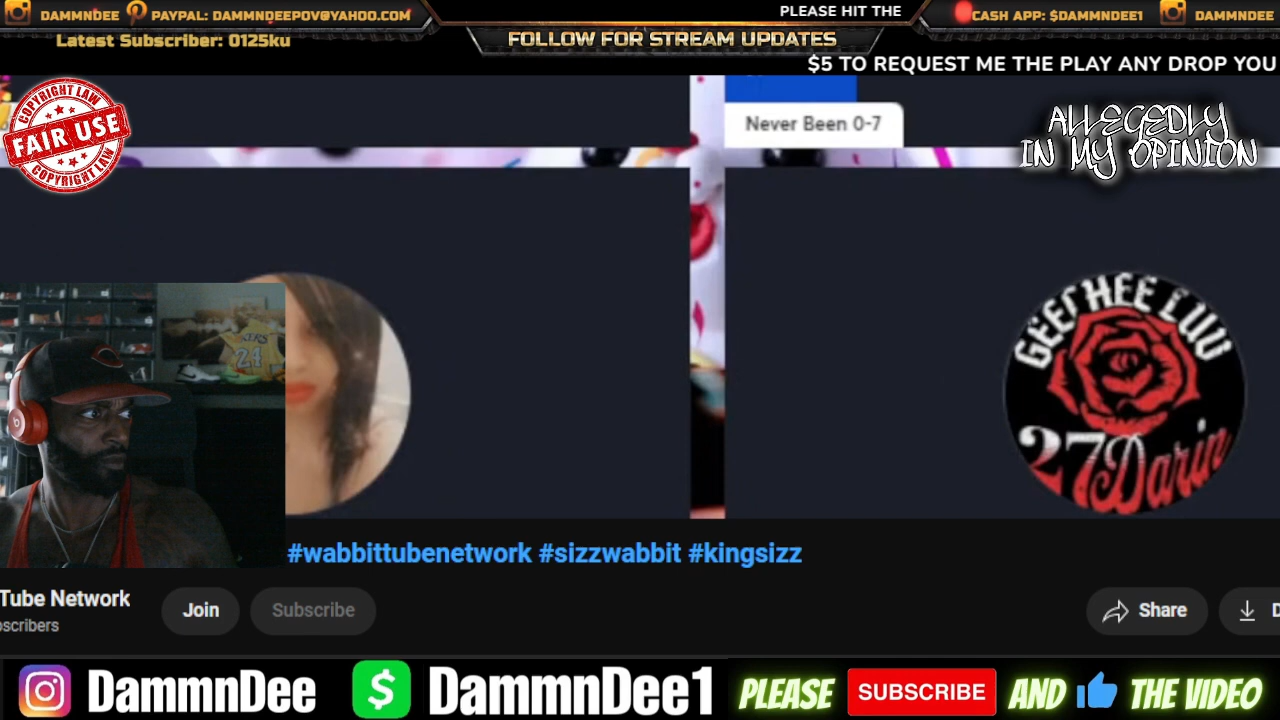 DAMMNDEE
PAYPAL: DAMMNDEEPOV@YAHOO.COM
PLEASE HIT THE
CASH APP: $DAMMNDEE1
DAMMNDEE
Latest Subscriber: 0125ku
FOLLOW FOR STREAM UPDATES
$5 TO REQUEST ME THE PLAY ANY DROP YOU
COPYRIGHT LAW
FAIR USE
COPYRIGHT LAW
Never Been 0-7
ALLEGEDLY
IN MY OPINION
GEECHEE LUV
27 Darin
24
#wabbittubenetwork #sizzwabbit #kingsizz
Tube Network
Join
Subscribe
Share
DammnDee
$
DammnDee1
PLEASE
SUBSCRIBE
AND
THE VIDEO